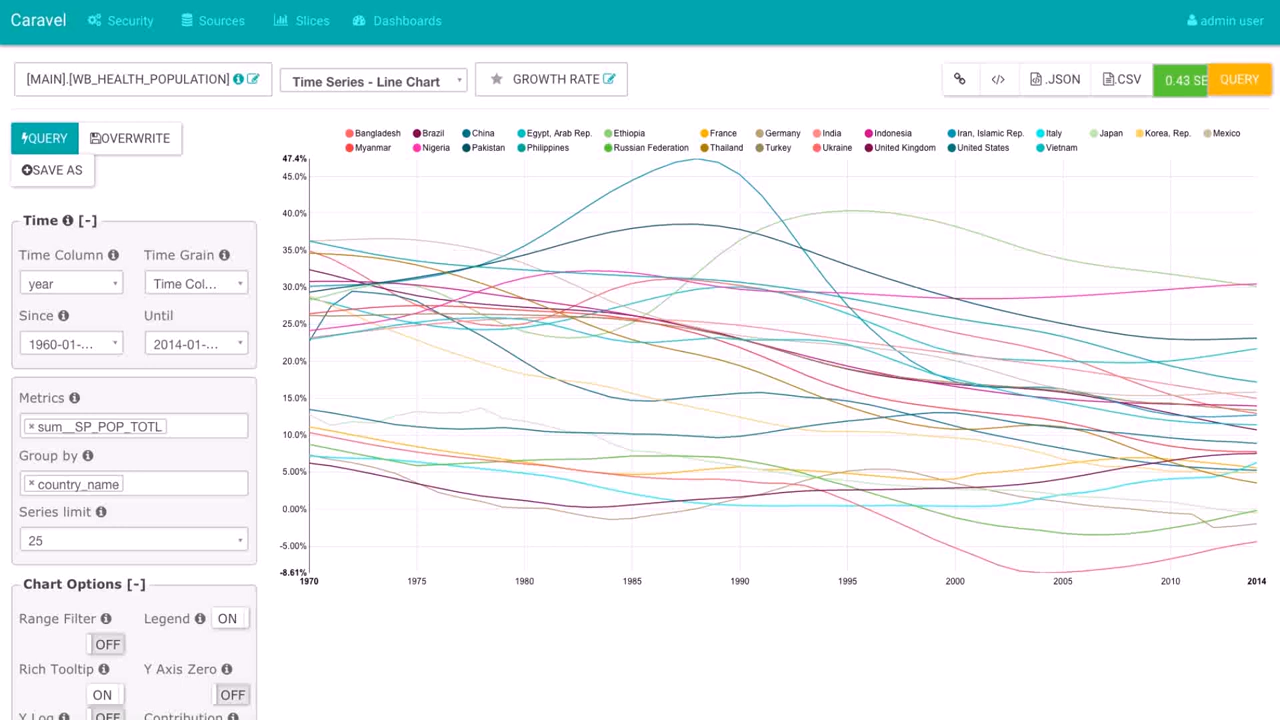 Caravel Security Sources Slices Dashboards admin user
[MAIN].[WB_HEALTH_POPULATION] Time Series - Line Chart GROWTH RATE .JSON .CSV 0.43 SE QUERY
QUERY OVERWRITE
SAVE AS
Time [-]
Time Column Time Grain
year Time Col...
Since Until
1960-01-... 2014-01-...
Metrics
× sum__SP_POP_TOTL
Group by
× country_name
Series limit
25
Chart Options [-]
Range Filter Legend ON
OFF
Rich Tooltip Y Axis Zero
ON OFF
Y Log OFF Contribution
Bangladesh Brazil China Egypt, Arab Rep. Ethiopia France Germany India Indonesia Iran, Islamic Rep. Italy Japan Korea, Rep. Mexico
Myanmar Nigeria Pakistan Philippines Russian Federation Thailand Turkey Ukraine United Kingdom United States Vietnam
47.4%
45.0%
40.0%
35.0%
30.0%
25.0%
20.0%
15.0%
10.0%
5.00%
0.00%
-5.00%
-8.61%
1970 1975 1980 1985 1990 1995 2000 2005 2010 2014